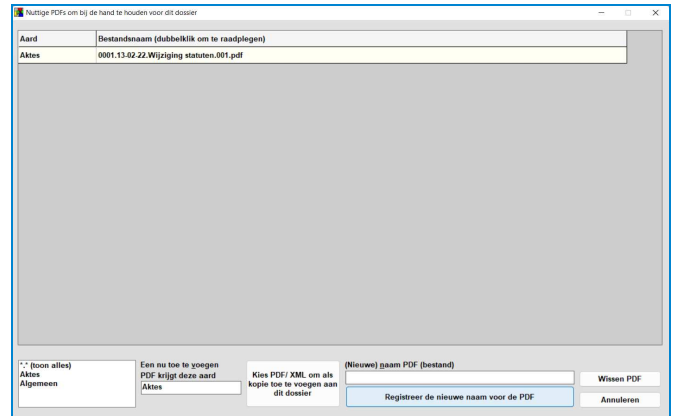 Nuttige PDFs om bij de hand te houden voor dit dossier
Aard Bestandsnaam (dubbelklik om te raadplegen)
Aktes 0001.13-02-22.Wijziging statuten.001.pdf
*.* (toon alles)
Aktes
Algemeen
Een nu toe te voegen
PDF krijgt deze aard
Aktes
Kies PDF/ XML om als
kopie toe te voegen aan
dit dossier
(Nieuwe) naam PDF (bestand)
Registreer de nieuwe naam voor de PDF
Wissen PDF
Annuleren